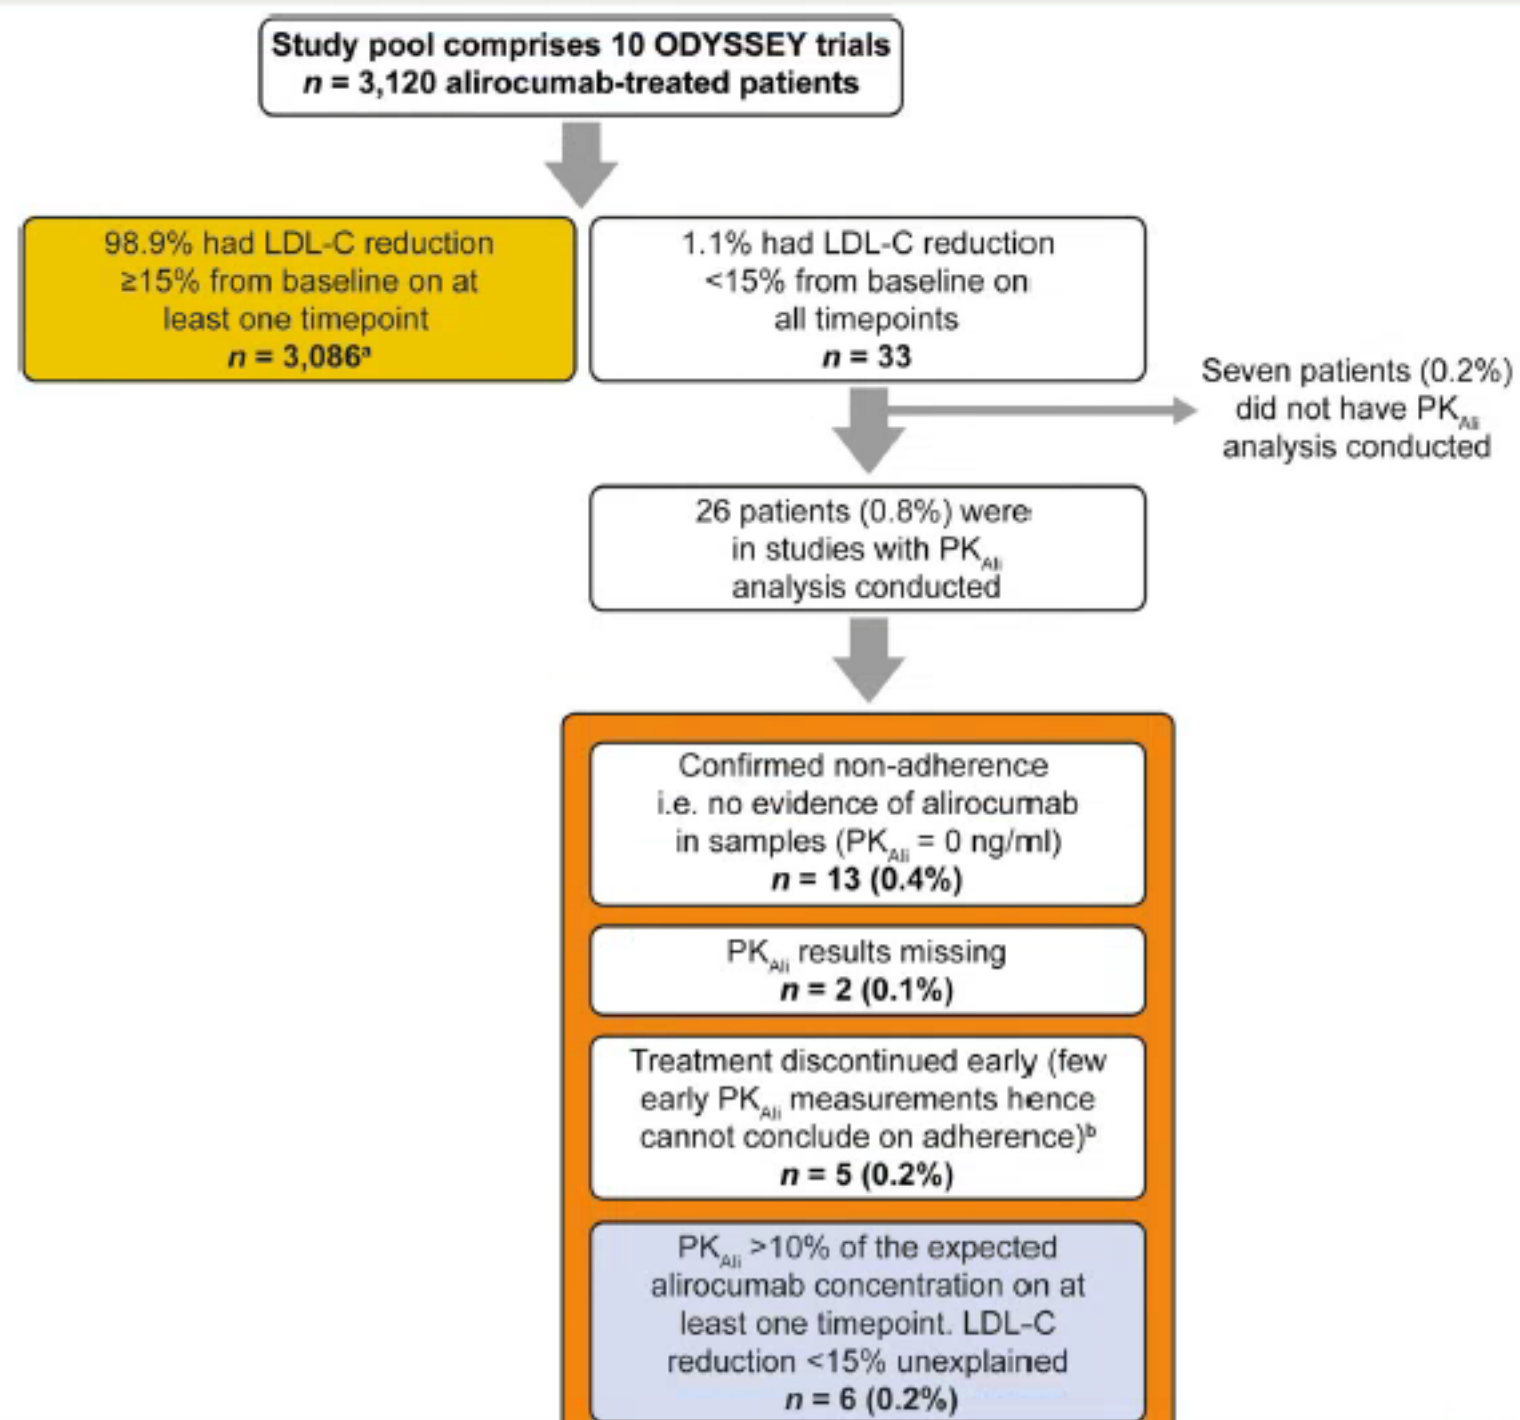 Study pool comprises 10 ODYSSEY trials
n = 3,120 alirocumab-treated patients
98.9% had LDL-C reduction
≥15% from baseline on at
least one timepoint
n = 3,086ᵃ
1.1% had LDL-C reduction
<15% from baseline on
all timepoints
n = 33
Seven patients (0.2%)
did not have PKAli
analysis conducted
26 patients (0.8%) were
in studies with PKAli
analysis conducted
Confirmed non-adherence
i.e. no evidence of alirocumab
in samples (PKAli = 0 ng/ml)
n = 13 (0.4%)
PKAli results missing
n = 2 (0.1%)
Treatment discontinued early (few
early PKAli measurements hence
cannot conclude on adherence)ᵇ
n = 5 (0.2%)
PKAli >10% of the expected
alirocumab concentration on at
least one timepoint. LDL-C
reduction <15% unexplained
n = 6 (0.2%)